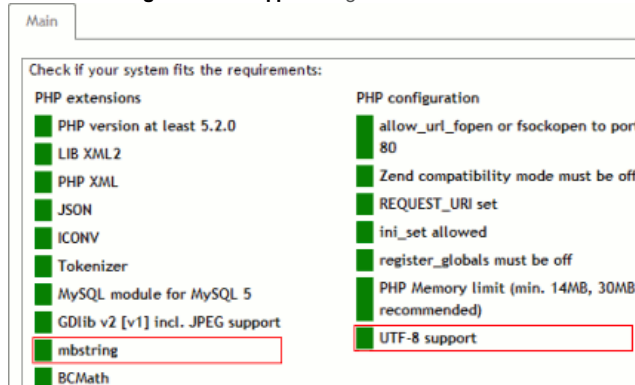 Main
Check if your system fits the requirements:
PHP extensions
PHP version at least 5.2.0
LIB XML2
PHP XML
JSON
ICONV
Tokenizer
MySQL module for MySQL 5
GDlib v2 [v1] incl. JPEG support
mbstring
BCMath
PHP configuration
allow_url_fopen or fsockopen to port
80
Zend compatibility mode must be off
REQUEST_URI set
ini_set allowed
register_globals must be off
PHP Memory limit (min. 14MB, 30MB
recommended)
UTF-8 support